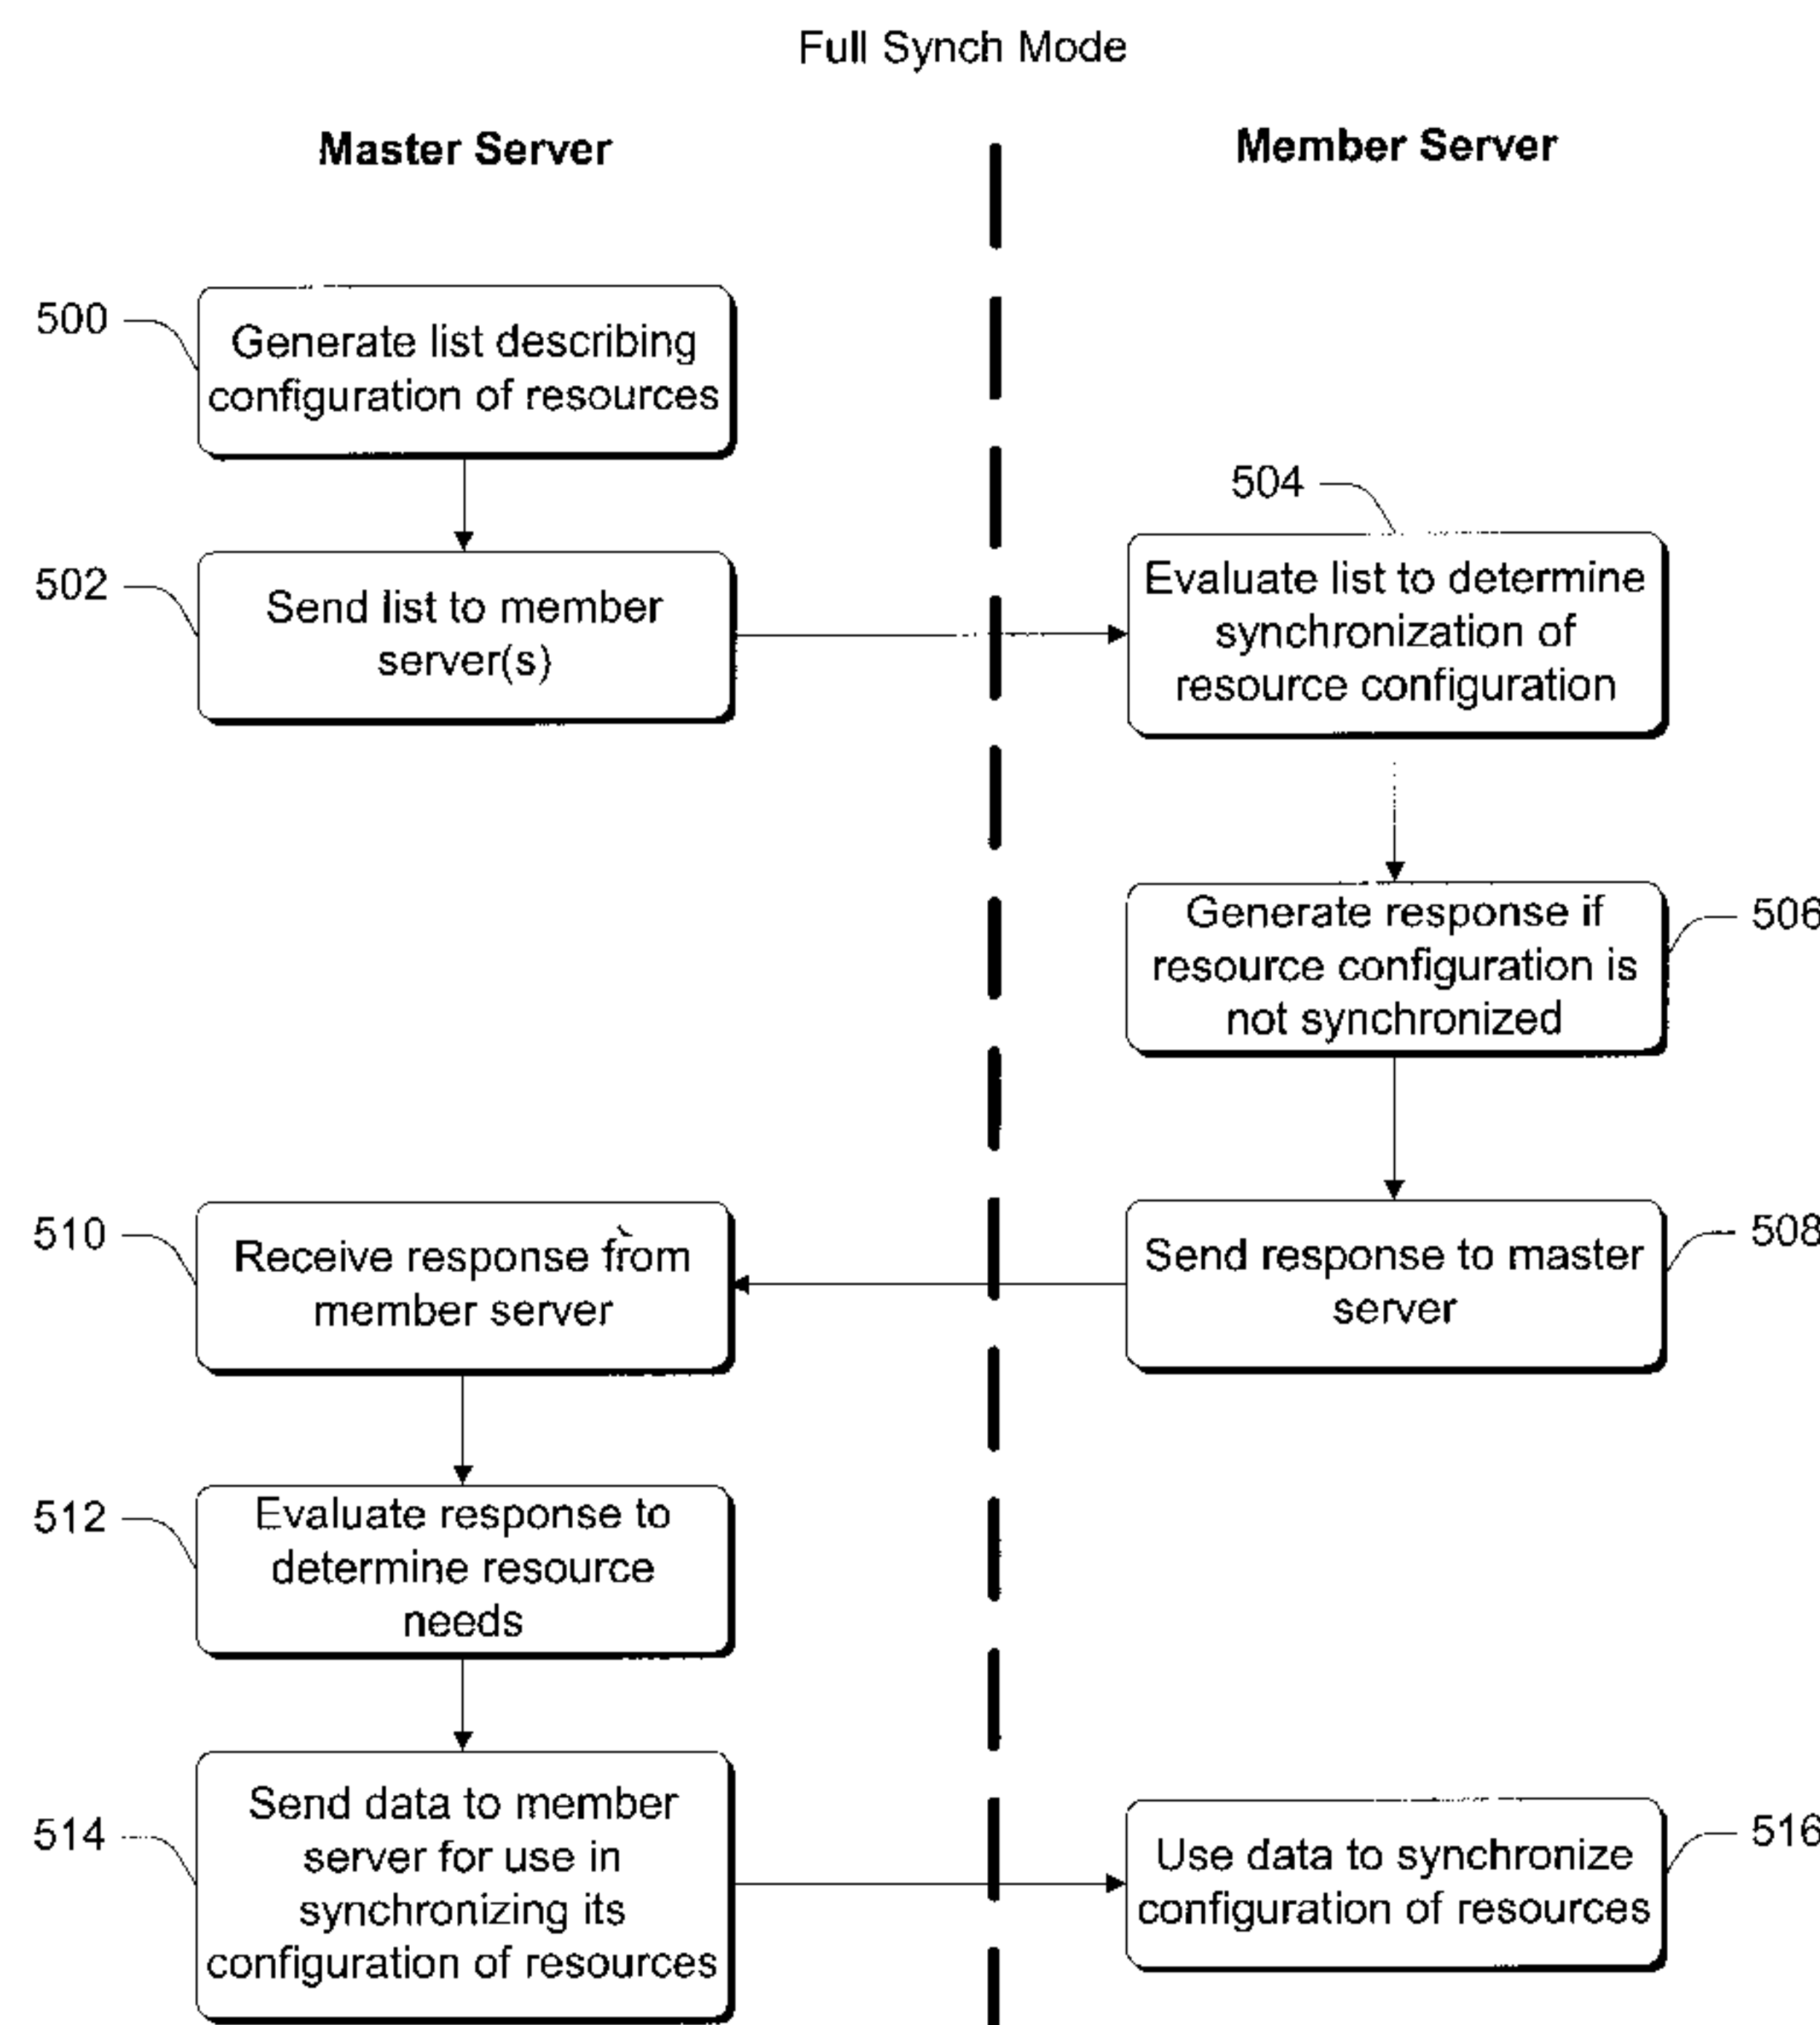 Full Synch Mode
Master Server
Member Server
500
Generate list describing
configuration of resources
502
Send list to member
server(s)
504
Evaluate list to determine
synchronization of
resource configuration
506
Generate response if
resource configuration is
not synchronized
508
Send response to master
server
510
Receive response from
member server
512
Evaluate response to
determine resource
needs
514
Send data to member
server for use in
synchronizing its
configuration of resources
516
Use data to synchronize
configuration of resources